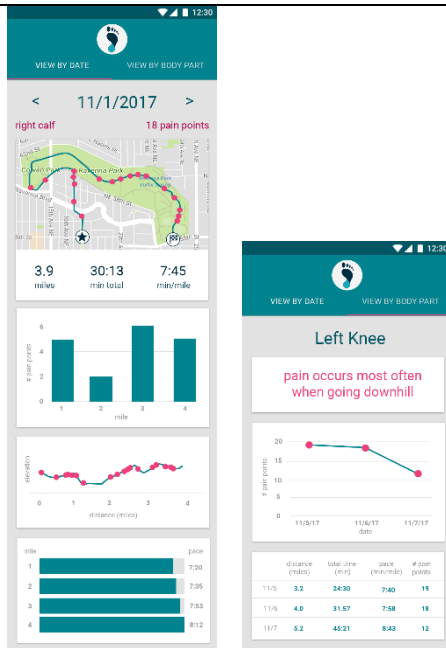 12:30
VIEW BY DATE VIEW BY BODY PART
< 11/1/2017 >
right calf 18 pain points
Cowen Park
Ravenna Park
3.9 30:13 7:45
miles min total min/mile
# pain points
6
4
2
0
1 2 3 4
mile
elevation
0 1 2 3 4
distance (miles)
mile pace
1 7:20
2 7:35
3 7:53
4 8:12
12:30
VIEW BY DATE VIEW BY BODY PART
Left Knee
pain occurs most often
when going downhill
# pain points
20
15
10
5
0
11/5/17 11/6/17 11/7/17
date
distance total time pace # pain
(miles) (min) (min/mile) points
11/5 3.2 24:30 7:40 19
11/6 4.0 31.57 7:58 18
11/7 5.2 45:21 8:43 12